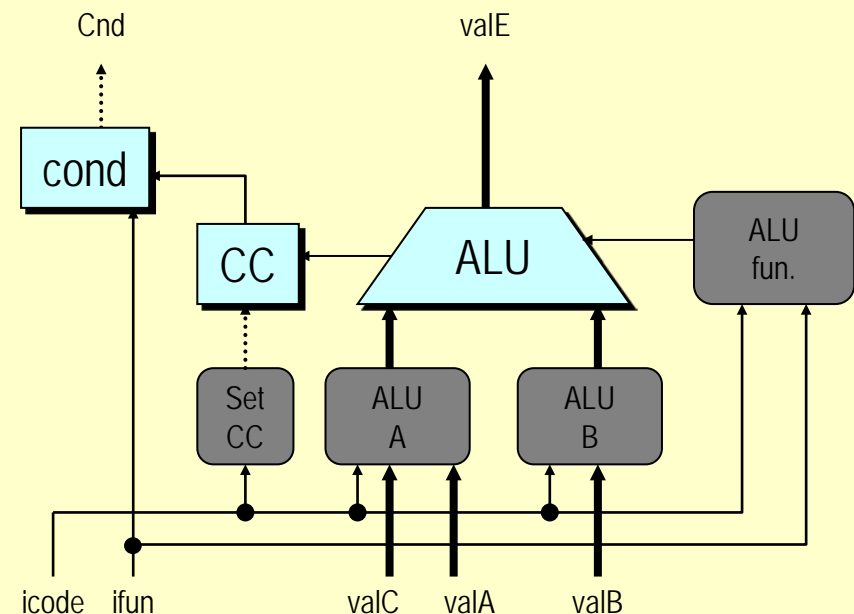 Cnd
valE
cond
CC
ALU
ALU
fun.
Set
CC
ALU
A
ALU
B
icode
ifun
valC
valA
valB